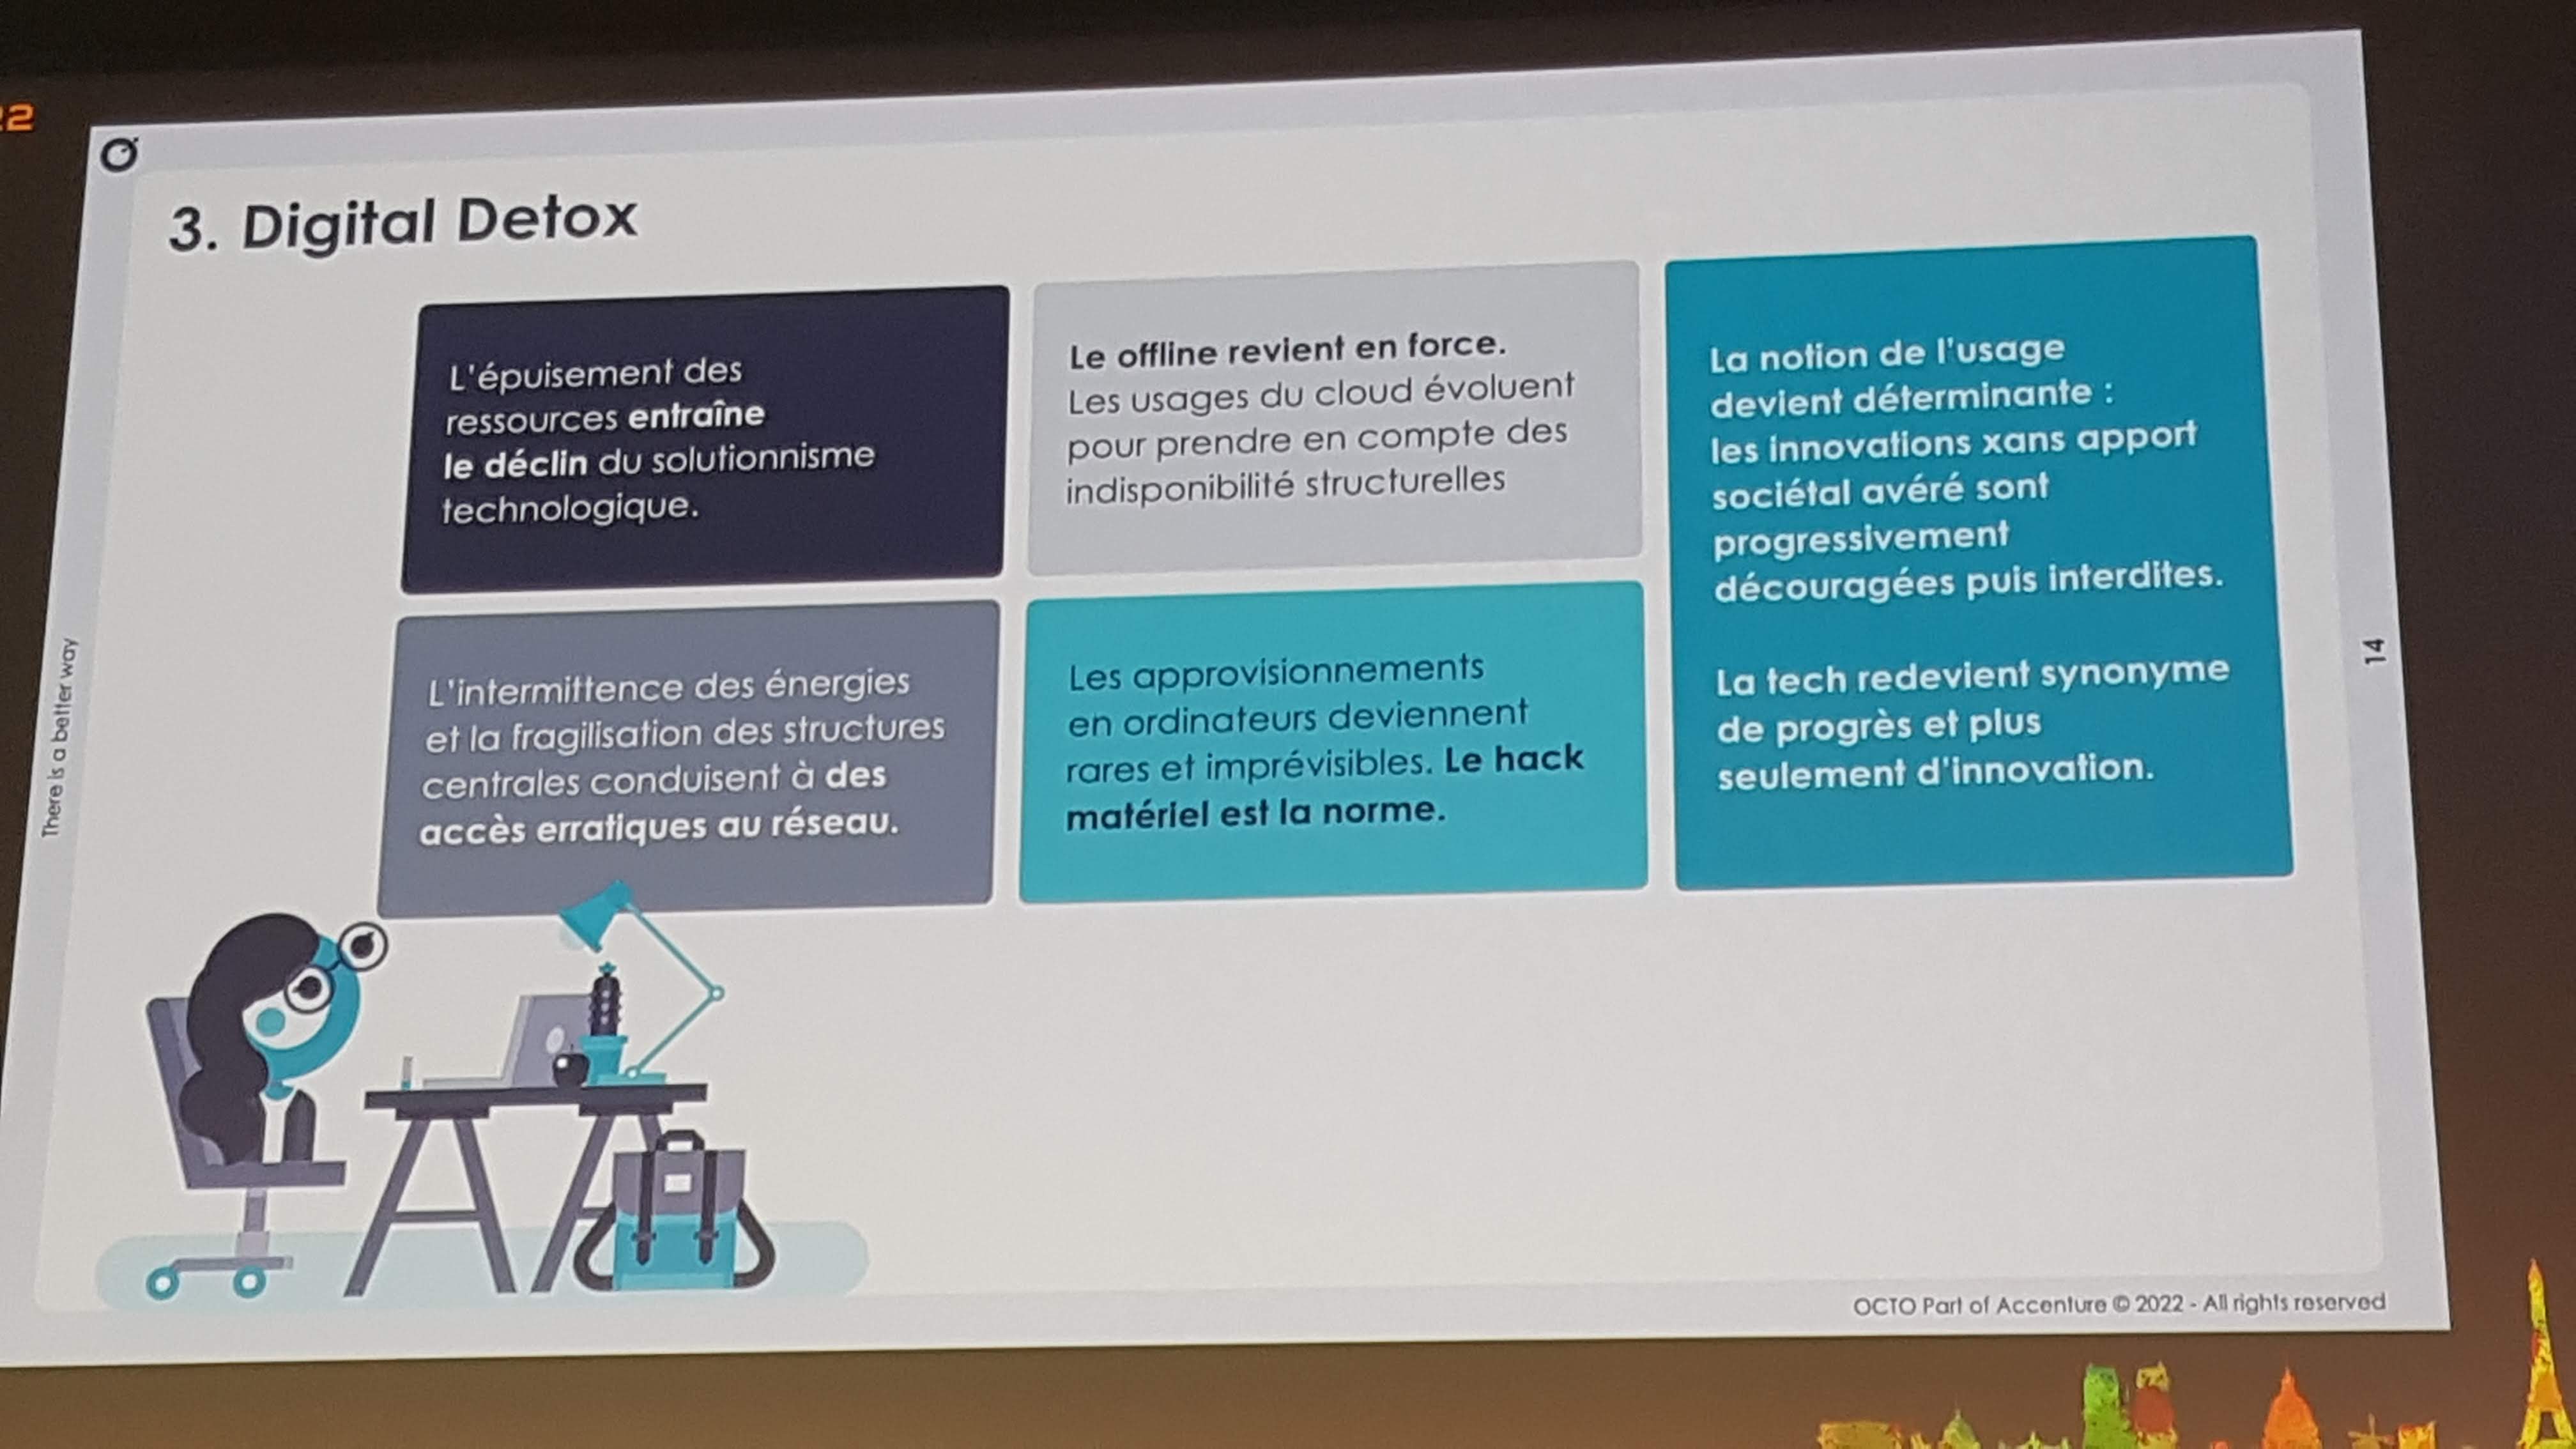 22
3. Digital Detox
L'épuisement des
ressources entraîne
le déclin du solutionnisme
technologique.
Le offline revient en force.
Les usages du cloud évoluent
pour prendre en compte des
indisponibilité structurelles
La notion de l'usage
devient déterminante :
les innovations xans apport
sociétal avéré sont
progressivement
découragées puis interdites.
La tech redevient synonyme
de progrès et plus
seulement d'innovation.
L'intermittence des énergies
et la fragilisation des structures
centrales conduisent à des
accès erratiques au réseau.
Les approvisionnements
en ordinateurs deviennent
rares et imprévisibles. Le hack
matériel est la norme.
There is a better way
14
OCTO Part of Accenture © 2022 - All rights reserved